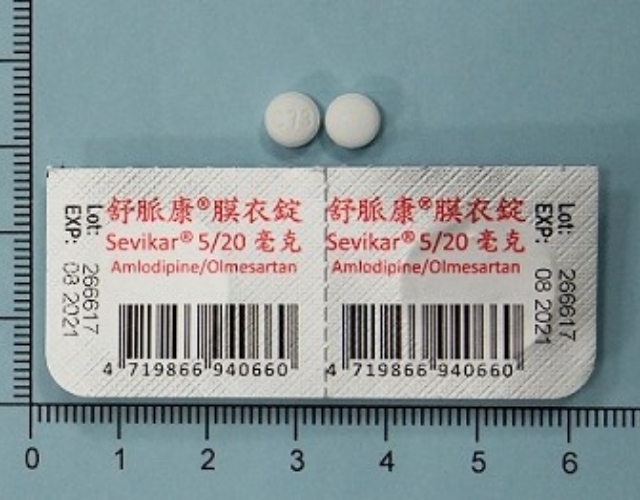 73
舒脈康®膜衣錠
Sevikar® 5/20 毫克
Amlodipine/Olmesartan
4 719866 940660
Lot: 266617
EXP: 08 2021
舒脈康®膜衣錠
Sevikar® 5/20 毫克
Amlodipine/Olmesartan
4 719866 940660
Lot: 266617
EXP: 08 2021
0 1 2 3 4 5 6